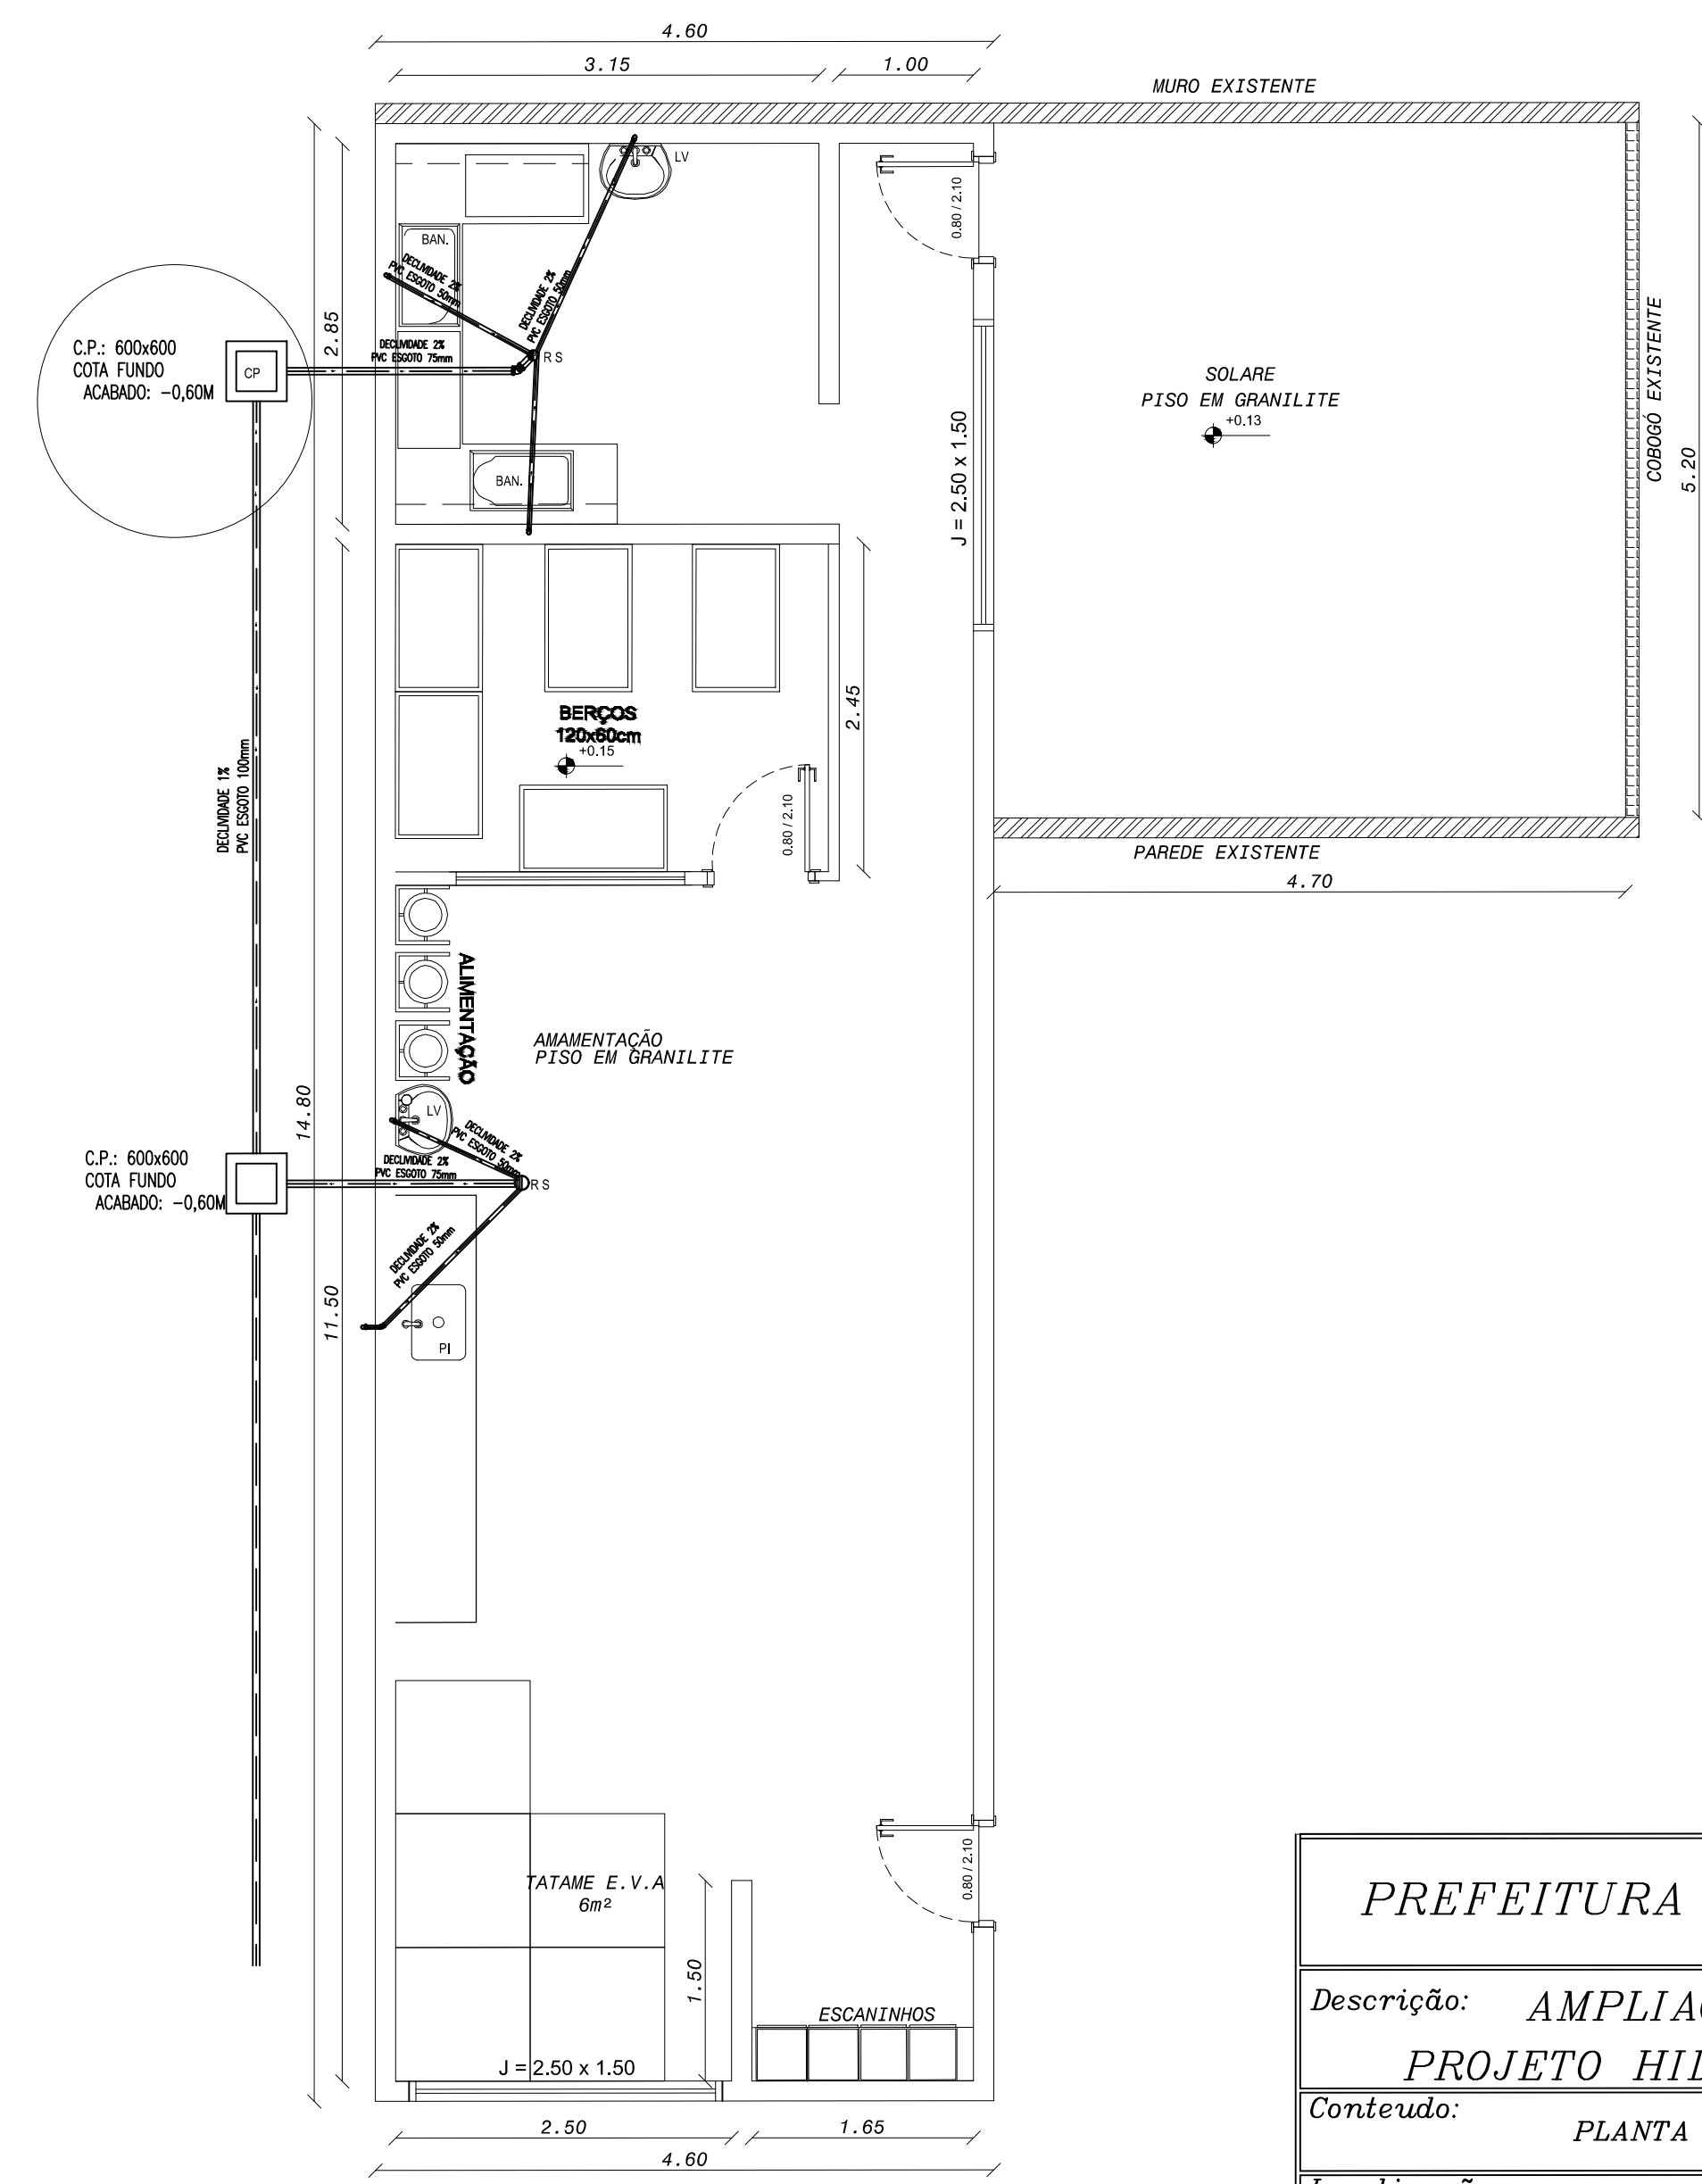 4.60
3.15
1.00
MURO EXISTENTE
LV
0.80 / 2.10
BAN.
DECLIVIDADE 2%
PVC ESGOTO 50mm
DECLIVIDADE 2%
PVC ESGOTO 50mm
2.85
C.P.: 600x600
COTA FUNDO
ACABADO: -0,60M
CP
DECLIVIDADE 2%
PVC ESGOTO 75mm
R S
BAN.
J = 2.50 x 1.50
SOLARE
PISO EM GRANILITE
+0.13
COBOGÓ EXISTENTE
5.20
BERÇOS
120x60cm
+0.15
2.45
0.80 / 2.10
DECLIVIDADE 1%
PVC ESGOTO 100mm
PAREDE EXISTENTE
4.70
ALIMENTAÇÃO
AMAMENTAÇÃO
PISO EM GRANILITE
14.80
LV
DECLIVIDADE 2%
PVC ESGOTO 50mm
C.P.: 600x600
COTA FUNDO
ACABADO: -0,60M
DECLIVIDADE 2%
PVC ESGOTO 75mm
R S
DECLIVIDADE 2%
PVC ESGOTO 50mm
11.50
PI
0.80 / 2.10
TATAME E.V.A
6m²
1.50
ESCANINHOS
J = 2.50 x 1.50
2.50
1.65
4.60
PREFEITURA
Descrição:
PROJETO
Conteudo:
PLANTA